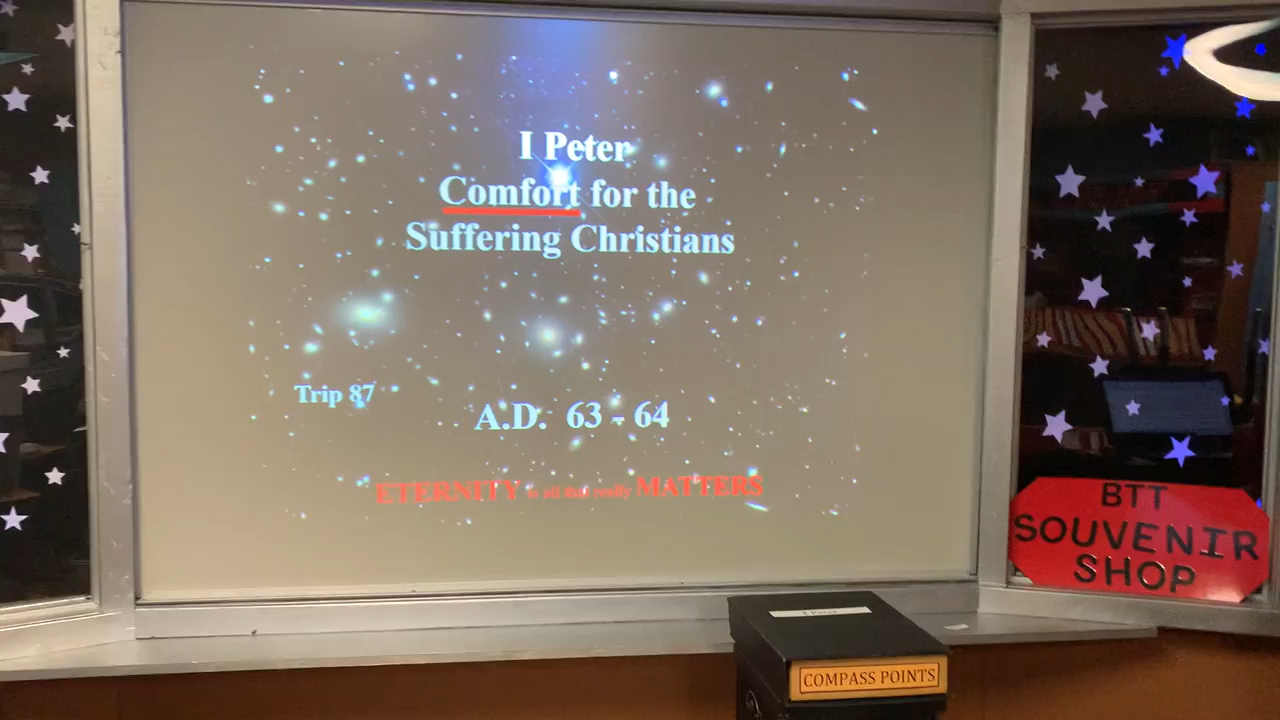 I Peter
Comfort for the
Suffering Christians
Trip 87
A.D. 63 - 64
ETERNITY is all that really MATTERS
BTT
SOUVENIR
SHOP
I Peter
COMPASS POINTS